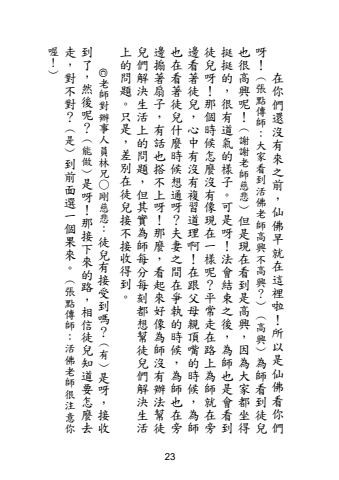 在你們還沒有來之前，仙佛早就在這裡啦！所以是仙佛看你們
呀！（張點傳師：大家看到活佛老師高興不高興？）（高興）為師看到徒兒
也很高興呢！（謝謝老師慈悲）但是現在看到是高興，因為大家都坐得
挺挺的，很有道氣的樣子。可是呀！法會結束之後，為師也是會看到
徒兒呀！那個時候怎麼沒有像現在一樣呢？平常走在路上為師就在旁
邊看著徒兒，心中有沒有複習道理啊！在跟父母親頂嘴的時候，為師
也在看著徒兒什麼時候想通呀？夫妻之間在爭執的時候，為師也在旁
邊搧著扇子，有話也搭不上呀！那麼，看起來好像為師沒有辦法幫徒
兒們解決生活上的問題，但其實為師每分每刻都想幫徒兒們解決生活
上的問題。只是，差別在徒兒接不接收得到。
㊃老師對辦事人員林兄○剛慈悲：徒兒有接受到嗎？（有）是呀，接收
到了，然後呢？（能做）是呀！那接下來的路，相信徒兒知道要怎麼去
走，對不對？（是）到前面選一個果來。（張點傳師：活佛老師很注意你
喔！）
23